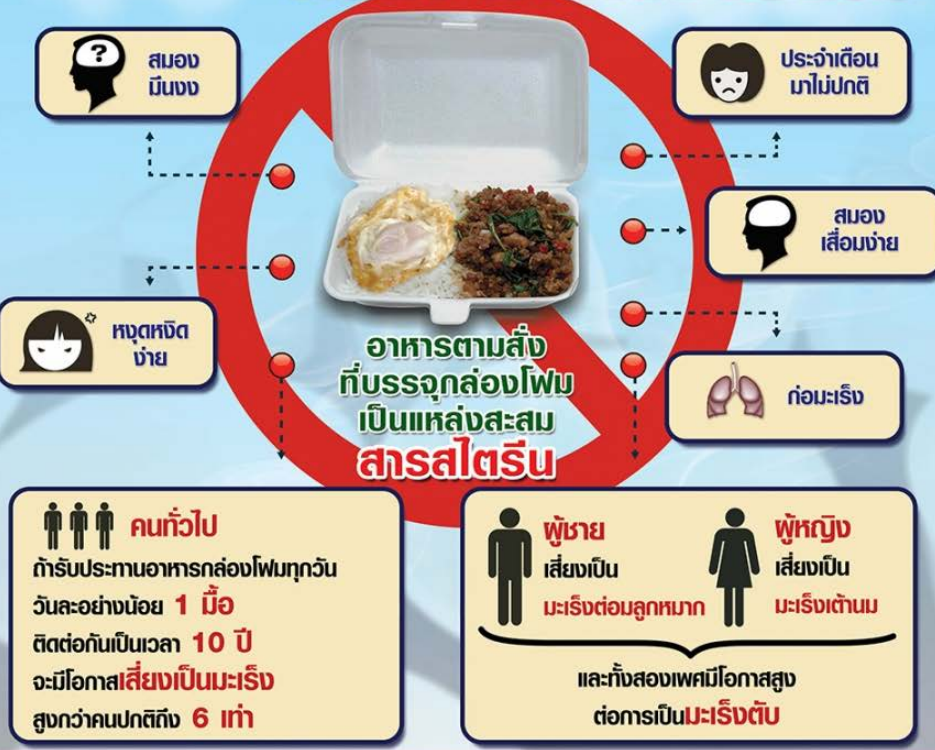 ?
สมอง
มึนงง
ประจำเดือน
มาไม่ปกติ
สมอง
เสื่อมง่าย
หงุดหงิด
ง่าย
ก่อมะเร็ง
อาหารตามสั่ง
ที่บรรจุกล่องโฟม
เป็นแหล่งสะสม
สารสไตรีน
คนทั่วไป
ถ้ารับประทานอาหารกล่องโฟมทุกวัน
วันละอย่างน้อย 1 มื้อ
ติดต่อกันเป็นเวลา 10 ปี
จะมีโอกาสเสี่ยงเป็นมะเร็ง
สูงกว่าคนปกติถึง 6 เท่า
ผู้ชาย
เสี่ยงเป็น
มะเร็งต่อมลูกหมาก
ผู้หญิง
เสี่ยงเป็น
มะเร็งเต้านม
และทั้งสองเพศมีโอกาสสูง
ต่อการเป็นมะเร็งตับ